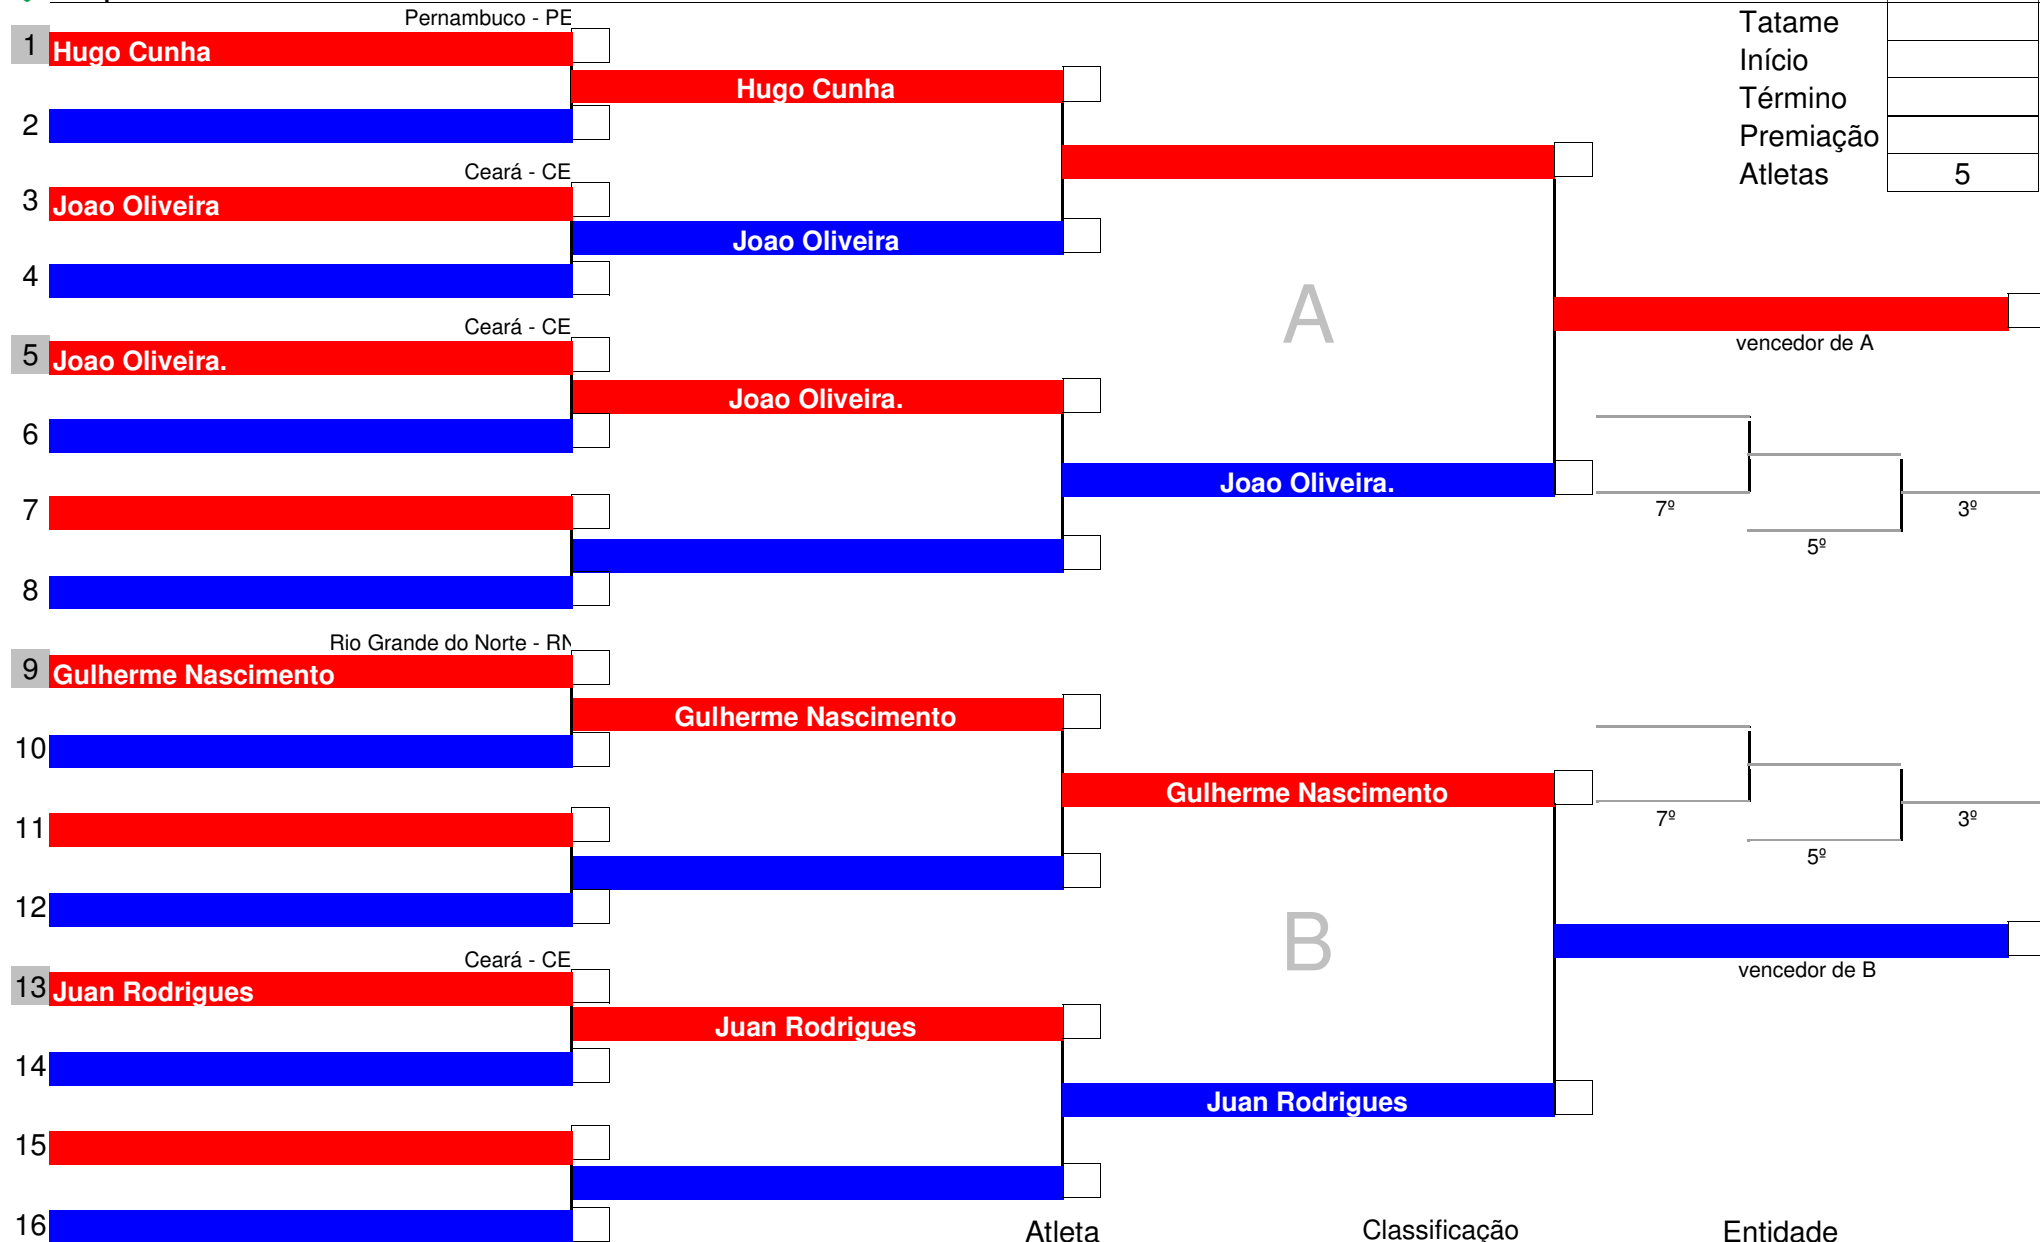 Pernambuco - PE
Tatame
1 Hugo Cunha
Início
Hugo Cunha
Término
2
Premiação
Ceará - CE
Atletas 5
3 Joao Oliveira
Joao Oliveira
4
A
Ceará - CE
vencedor de A
5 Joao Oliveira.
Joao Oliveira.
6
Joao Oliveira.
7
7º 3º
5º
8
Rio Grande do Norte - RN
9 Gulherme Nascimento
Gulherme Nascimento
10
Gulherme Nascimento
11
7º 3º
5º
12
B
Ceará - CE
vencedor de B
13 Juan Rodrigues
Juan Rodrigues
14
Juan Rodrigues
15
16
Atleta Classificação Entidade